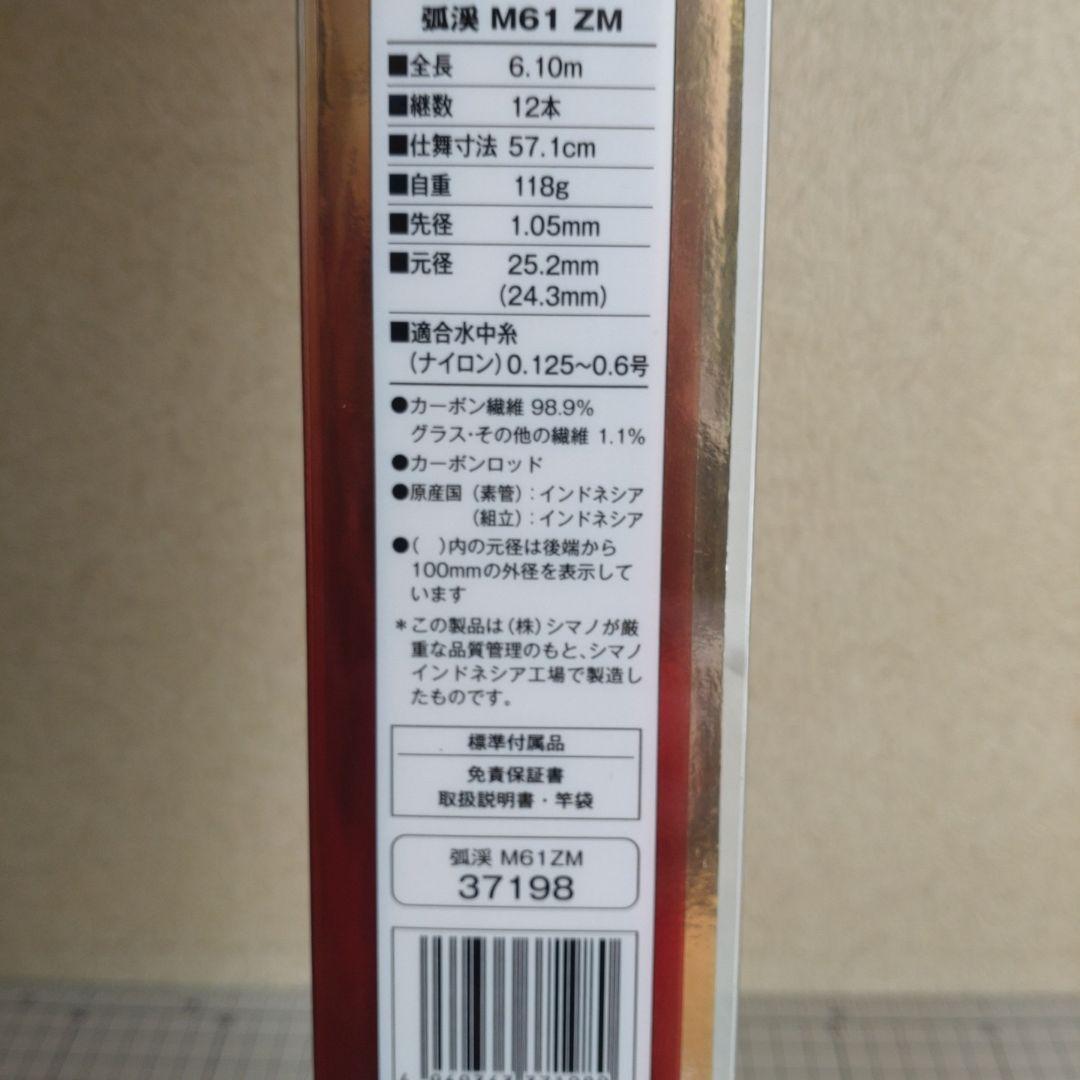 弧渓 M61 ZM
■全長 6.10m
■継数 12本
■仕舞寸法 57.1cm
■自重 118g
■先径 1.05mm
■元径 25.2mm
(24.3mm)
■適合水中糸
(ナイロン)0.125〜0.6号
●カーボン繊維 98.9%
グラス・その他の繊維 1.1%
●カーボンロッド
●原産国(素管):インドネシア
(組立):インドネシア
●( )内の元径は後端から
100mmの外径を表示して
います
*この製品は(株)シマノが厳
重な品質管理のもと、シマノ
インドネシア工場で製造し
たものです。
標準付属品
免責保証書
取扱説明書・竿袋
弧渓 M61ZM
37198